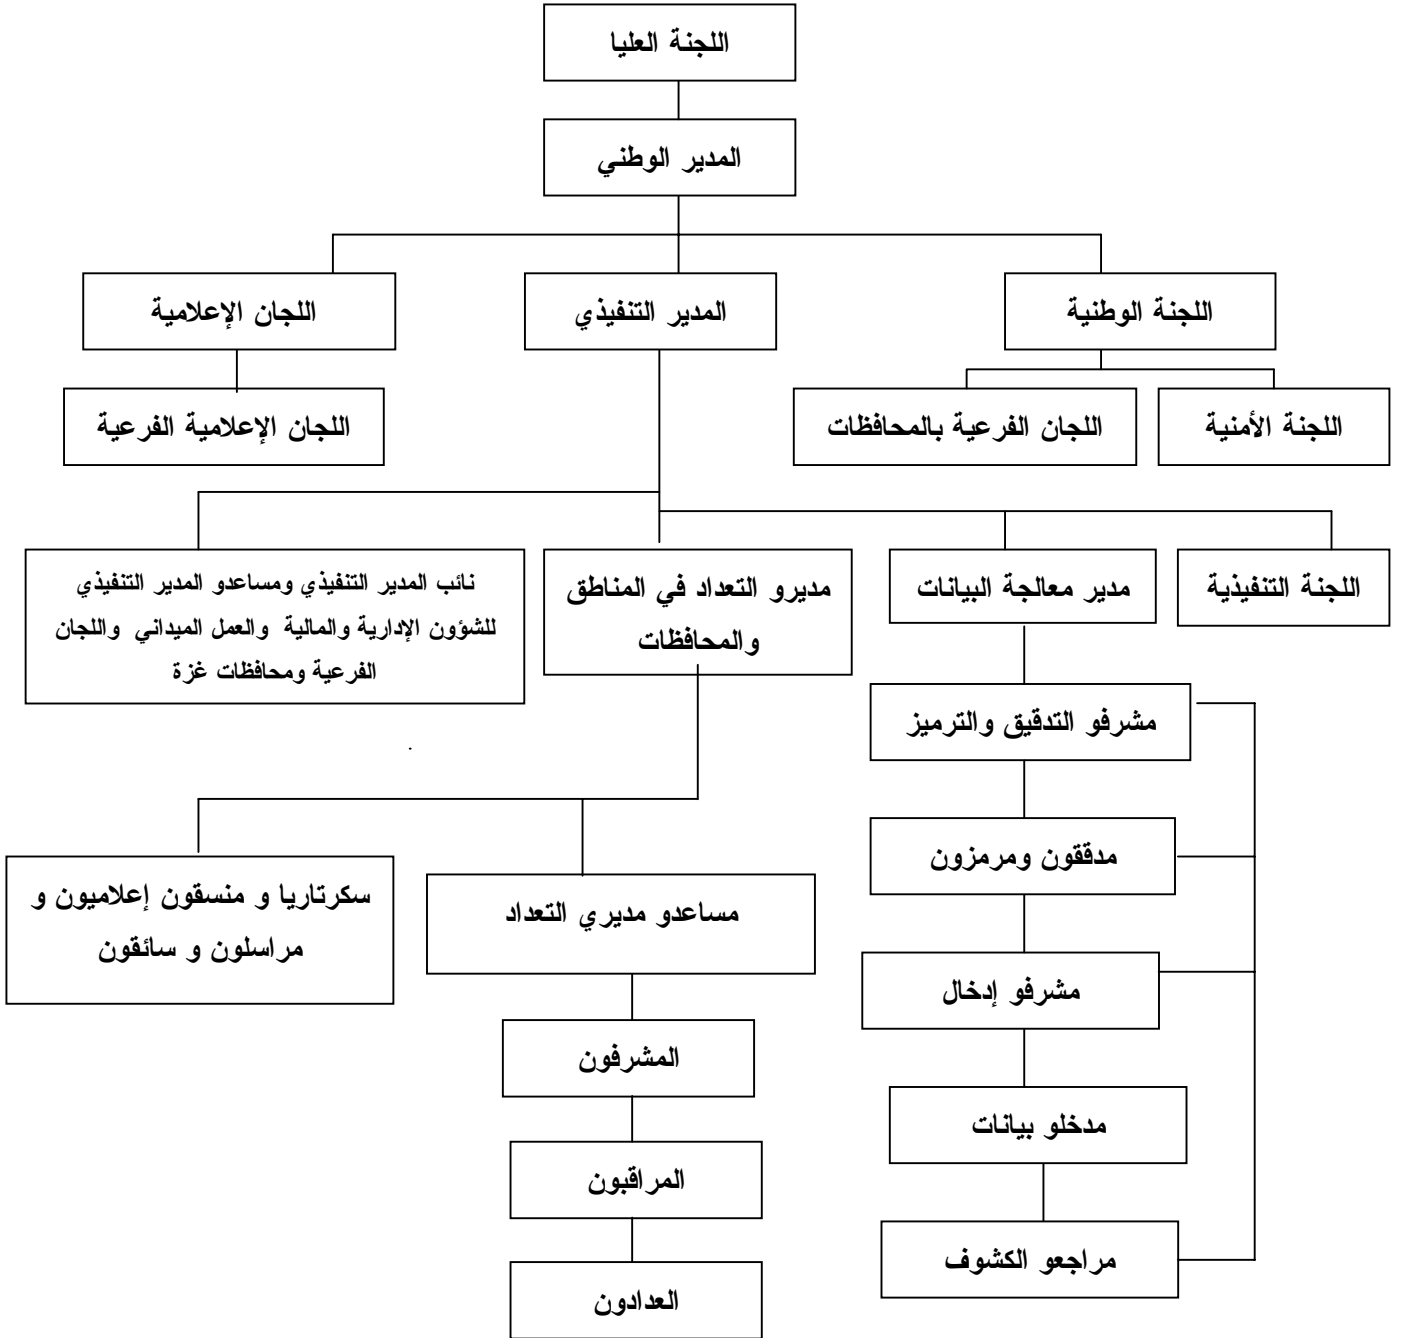 اللجنة العليا
المدير الوطني
اللجنة الوطنية
المدير التنفيذي
اللجان الإعلامية
اللجنة الأمنية
اللجان الفرعية بالمحافظات
اللجان الإعلامية الفرعية
اللجنة التنفيذية
مدير معالجة البيانات
مديرو التعداد في المناطق
والمحافظات
نائب المدير التنفيذي ومساعدو المدير التنفيذي
للشؤون الإدارية والمالية والعمل الميداني واللجان
الفرعية ومحافظات غزة
مشرفو التدقيق والترميز
مدققون ومرمزون
مشرفو إدخال
مدخلو بيانات
مراجعو الكشوف
مساعدو مديري التعداد
سكرتاريا و منسقون إعلاميون و
مراسلون و سائقون
المشرفون
المراقبون
العدادون